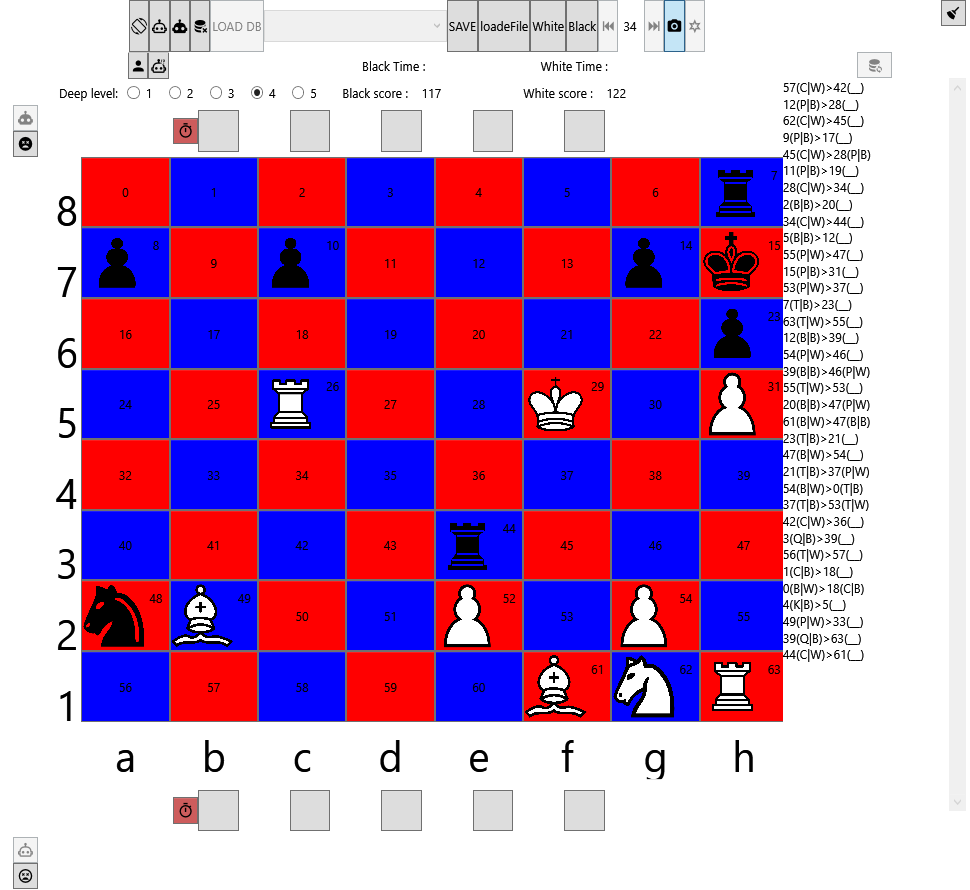 LOAD DB SAVE loadeFile White Black 34
Black Time : White Time :
Deep level: 1 2 3 4 5 Black score : 117 White score : 122
57(C|W)>42(__)
12(P|B)>28(__)
62(C|W)>45(__)
9(P|B)>17(__)
45(C|W)>28(P|B)
11(P|B)>19(__)
28(C|W)>34(__)
2(B|B)>20(__)
34(C|W)>44(__)
5(B|B)>12(__)
55(P|W)>47(__)
15(P|B)>31(__)
53(P|W)>37(__)
7(T|B)>23(__)
63(T|W)>55(__)
12(B|B)>39(__)
54(P|W)>46(__)
39(B|B)>46(P|W)
55(T|W)>53(__)
20(B|B)>47(P|W)
61(B|W)>47(B|B)
23(T|B)>21(__)
47(B|W)>54(__)
21(T|B)>37(P|W)
54(B|W)>0(T|B)
37(T|B)>53(T|W)
42(C|W)>36(__)
3(Q|B)>39(__)
56(T|W)>57(__)
1(C|B)>18(__)
0(B|W)>18(C|B)
4(K|B)>5(__)
49(P|W)>33(__)
39(Q|B)>63(__)
44(C|W)>61(__)
8 0 1 2 3 4 5 6 7
7 8 9 10 11 12 13 14 15
6 16 17 18 19 20 21 22 23
5 24 25 26 27 28 29 30 31
4 32 33 34 35 36 37 38 39
3 40 41 42 43 44 45 46 47
2 48 49 50 51 52 53 54 55
1 56 57 58 59 60 61 62 63
a b c d e f g h